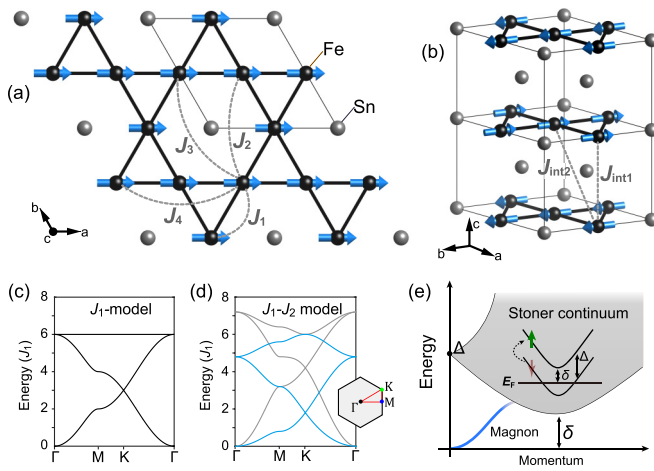 (a)
Fe
Sn
J3
J2
J4
J1
b
c
a
(b)
Jint2
Jint1
c
b
a
(c)
J1-model
8
6
4
2
0
Energy (J1)
Γ
M
K
Γ
(d)
J1-J2 model
8
6
4
2
0
Energy (J1)
Γ
M
K
Γ
K
Γ
M
(e)
Stoner continuum
Energy
Δ
δ
Δ
EF
Magnon
δ
Momentum